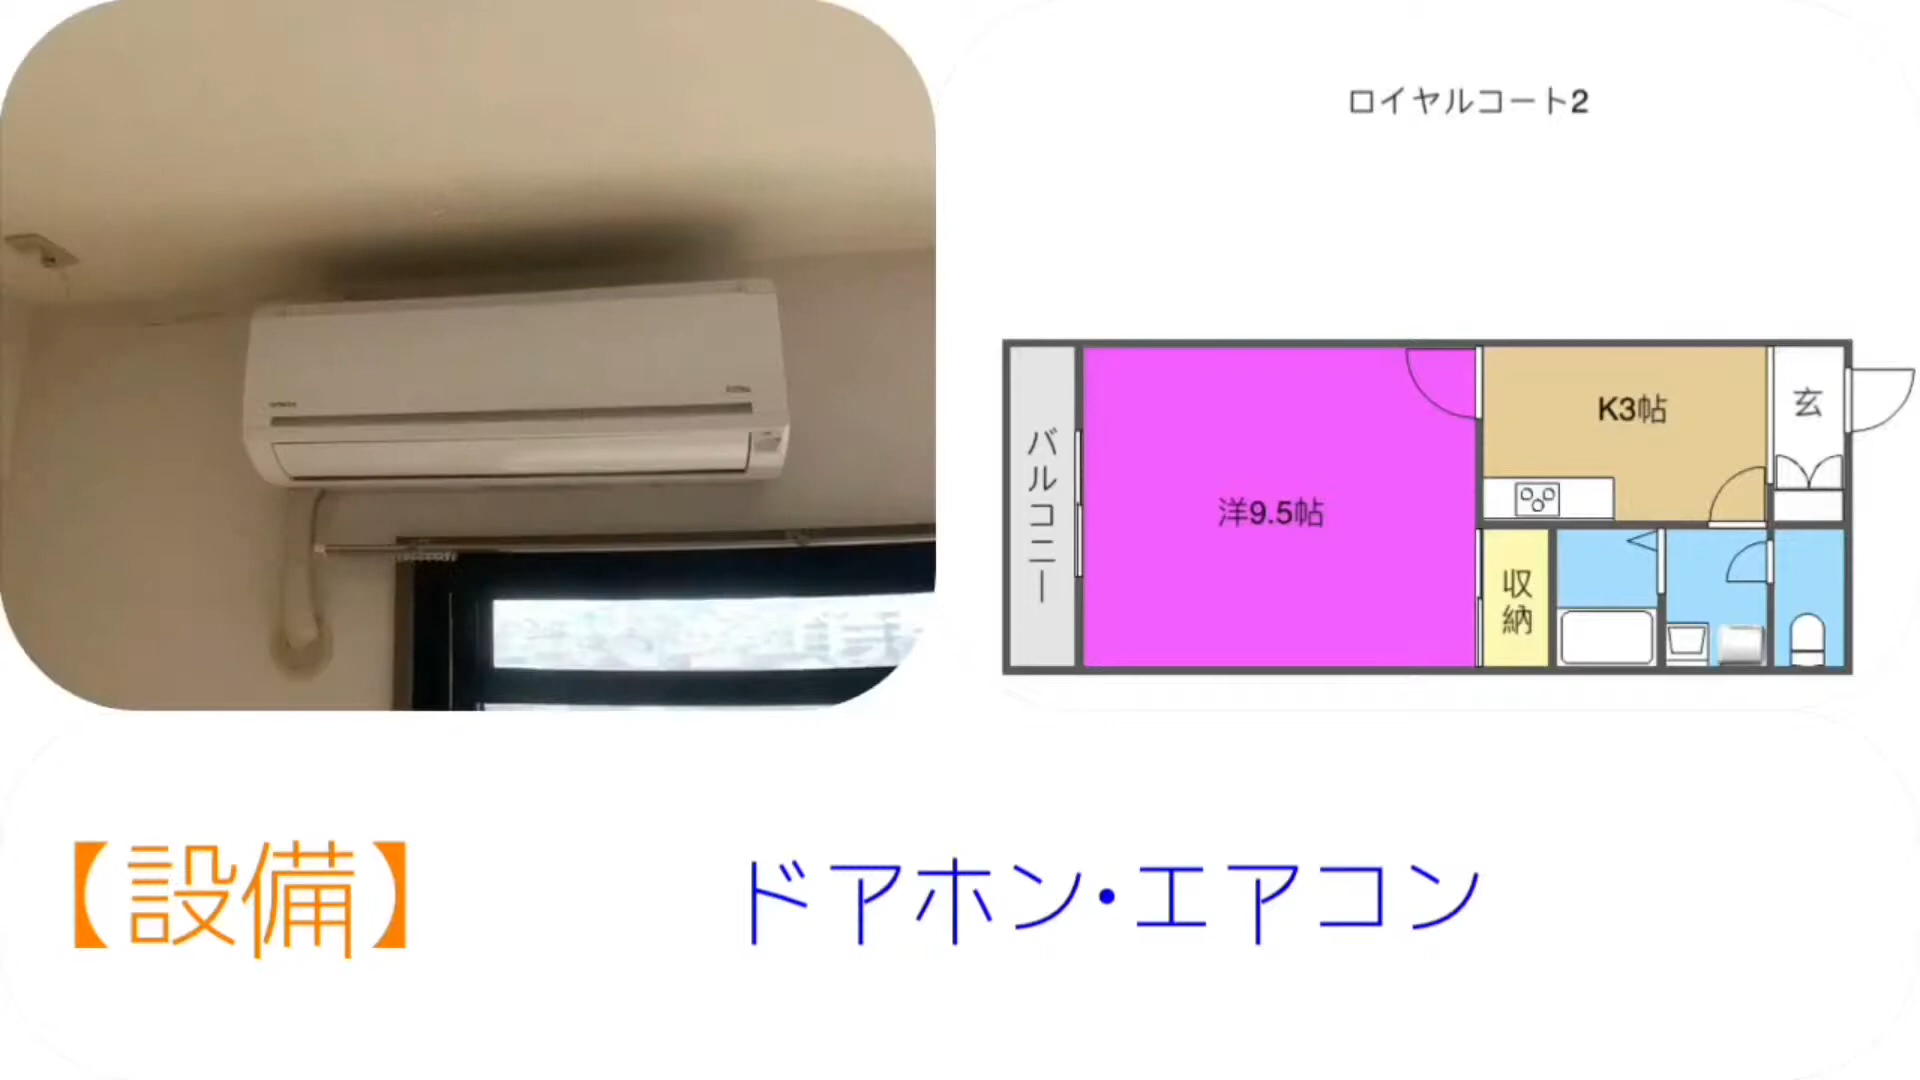 ロイヤルコート2
バルコニー
洋9.5帖
K3帖
玄
収納
【設備】
ドアホン・エアコン